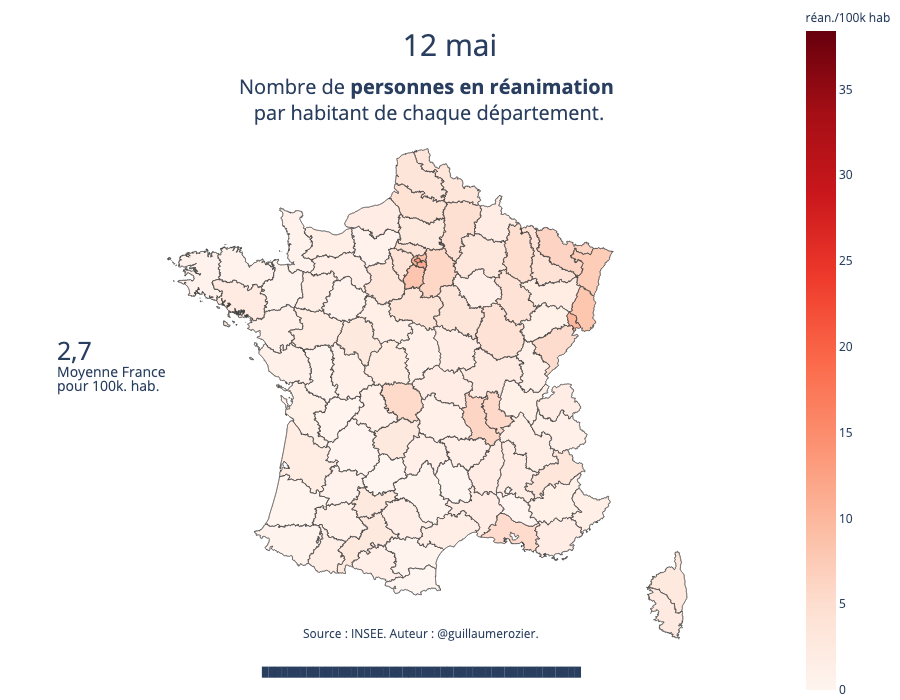 réan./100k hab
12 mai
Nombre de personnes en réanimation
par habitant de chaque département.
35
30
25
20
15
10
5
0
2,7
Moyenne France
pour 100k. hab.
Source : INSEE. Auteur : @guillaumerozier.